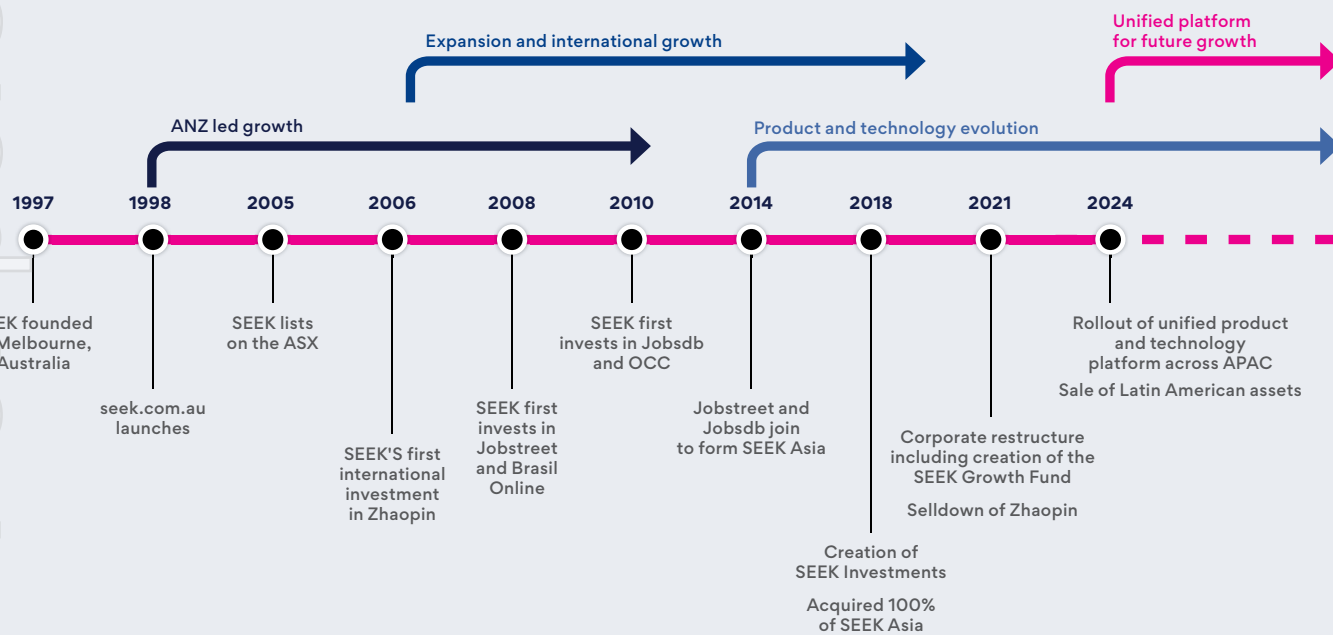 Unified platform
for future growth
Expansion and international growth
ANZ led growth
Product and technology evolution
1997
1998
2005
2006
2008
2010
2014
2018
2021
2024
EK founded
Melbourne,
Australia
seek.com.au
launches
SEEK lists
on the ASX
SEEK'S first
international
investment
in Zhaopin
SEEK first
invests in
Jobstreet
and Brasil
Online
SEEK first
invests in Jobsdb
and OCC
Jobstreet and
Jobsdb join
to form SEEK Asia
Creation of
SEEK Investments
Acquired 100%
of SEEK Asia
Corporate restructure
including creation of the
SEEK Growth Fund
Selldown of Zhaopin
Rollout of unified product
and technology
platform across APAC
Sale of Latin American assets